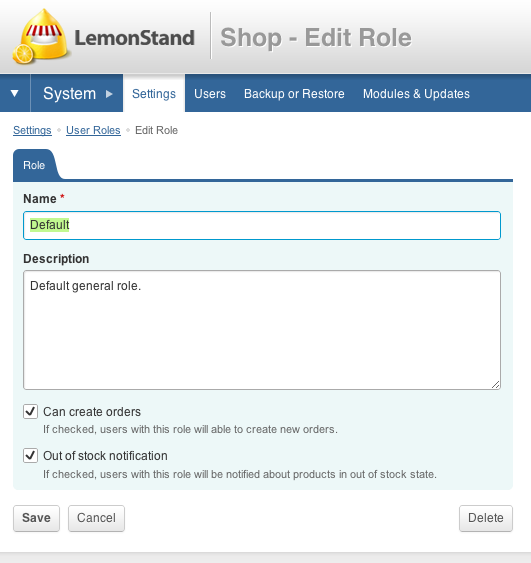 LemonStand Shop - Edit Role
System Settings Users Backup or Restore Modules & Updates
Settings • User Roles • Edit Role
Role
Name *
Default
Description
Default general role.
Can create orders
If checked, users with this role will able to create new orders.
Out of stock notification
If checked, users with this role will be notified about products in out of stock state.
Save Cancel Delete